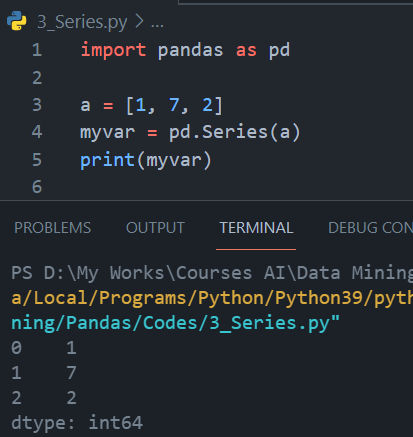 3_Series.py > ...
1 import pandas as pd
2
3 a = [1, 7, 2]
4 myvar = pd.Series(a)
5 print(myvar)
6
PROBLEMS OUTPUT TERMINAL DEBUG CON
PS D:\My Works\Courses AI\Data Mining
a/Local/Programs/Python/Python39/pyth
ning/Pandas/Codes/3_Series.py"
0 1
1 7
2 2
dtype: int64